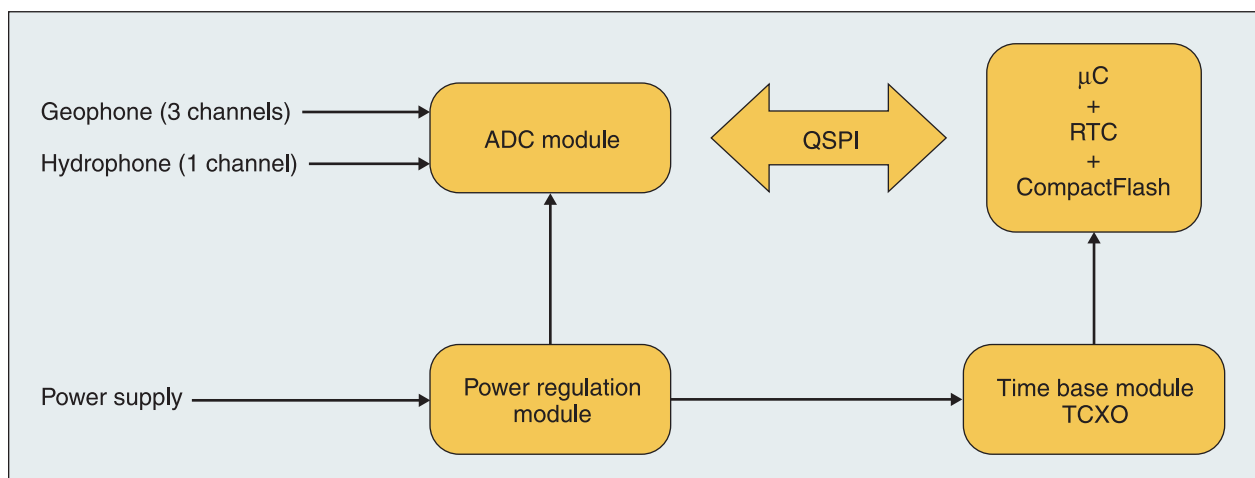 Geophone (3 channels)
Hydrophone (1 channel)
ADC module
QSPI
μC
+
RTC
+
CompactFlash
Power supply
Power regulation
module
Time base module
TCXO